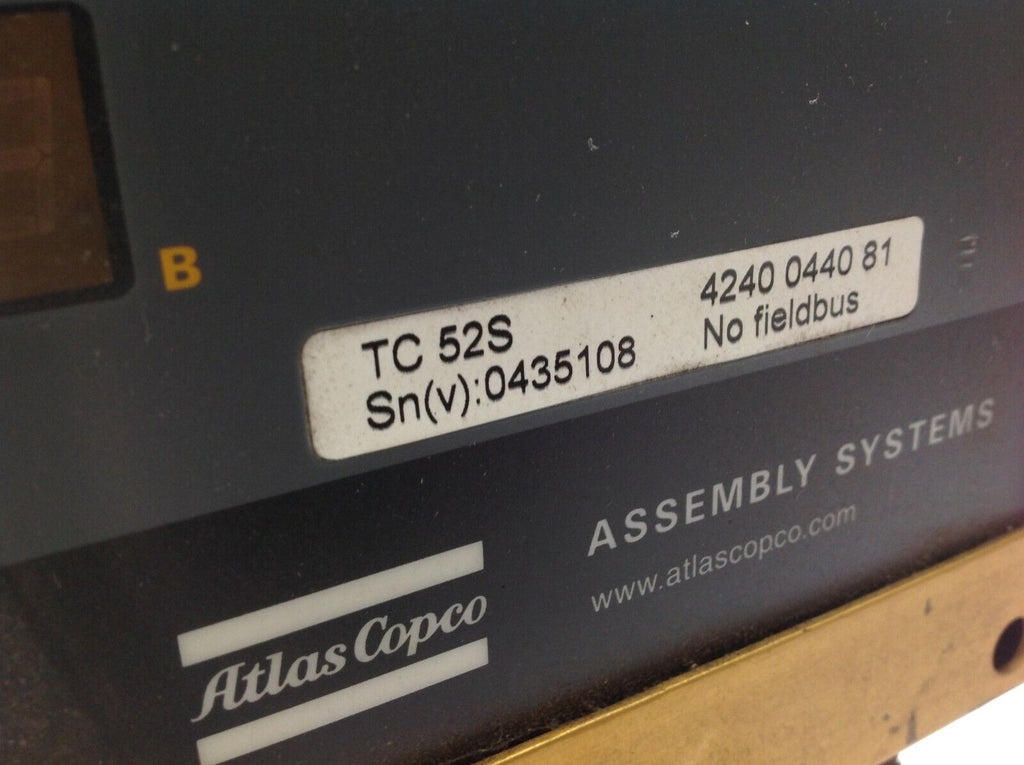 B
TC 52S
4240 0440 81
Sn(v):0435108
No fieldbus
ASSEMBLY SYSTEMS
www.atlascopco.com
Atlas Copco